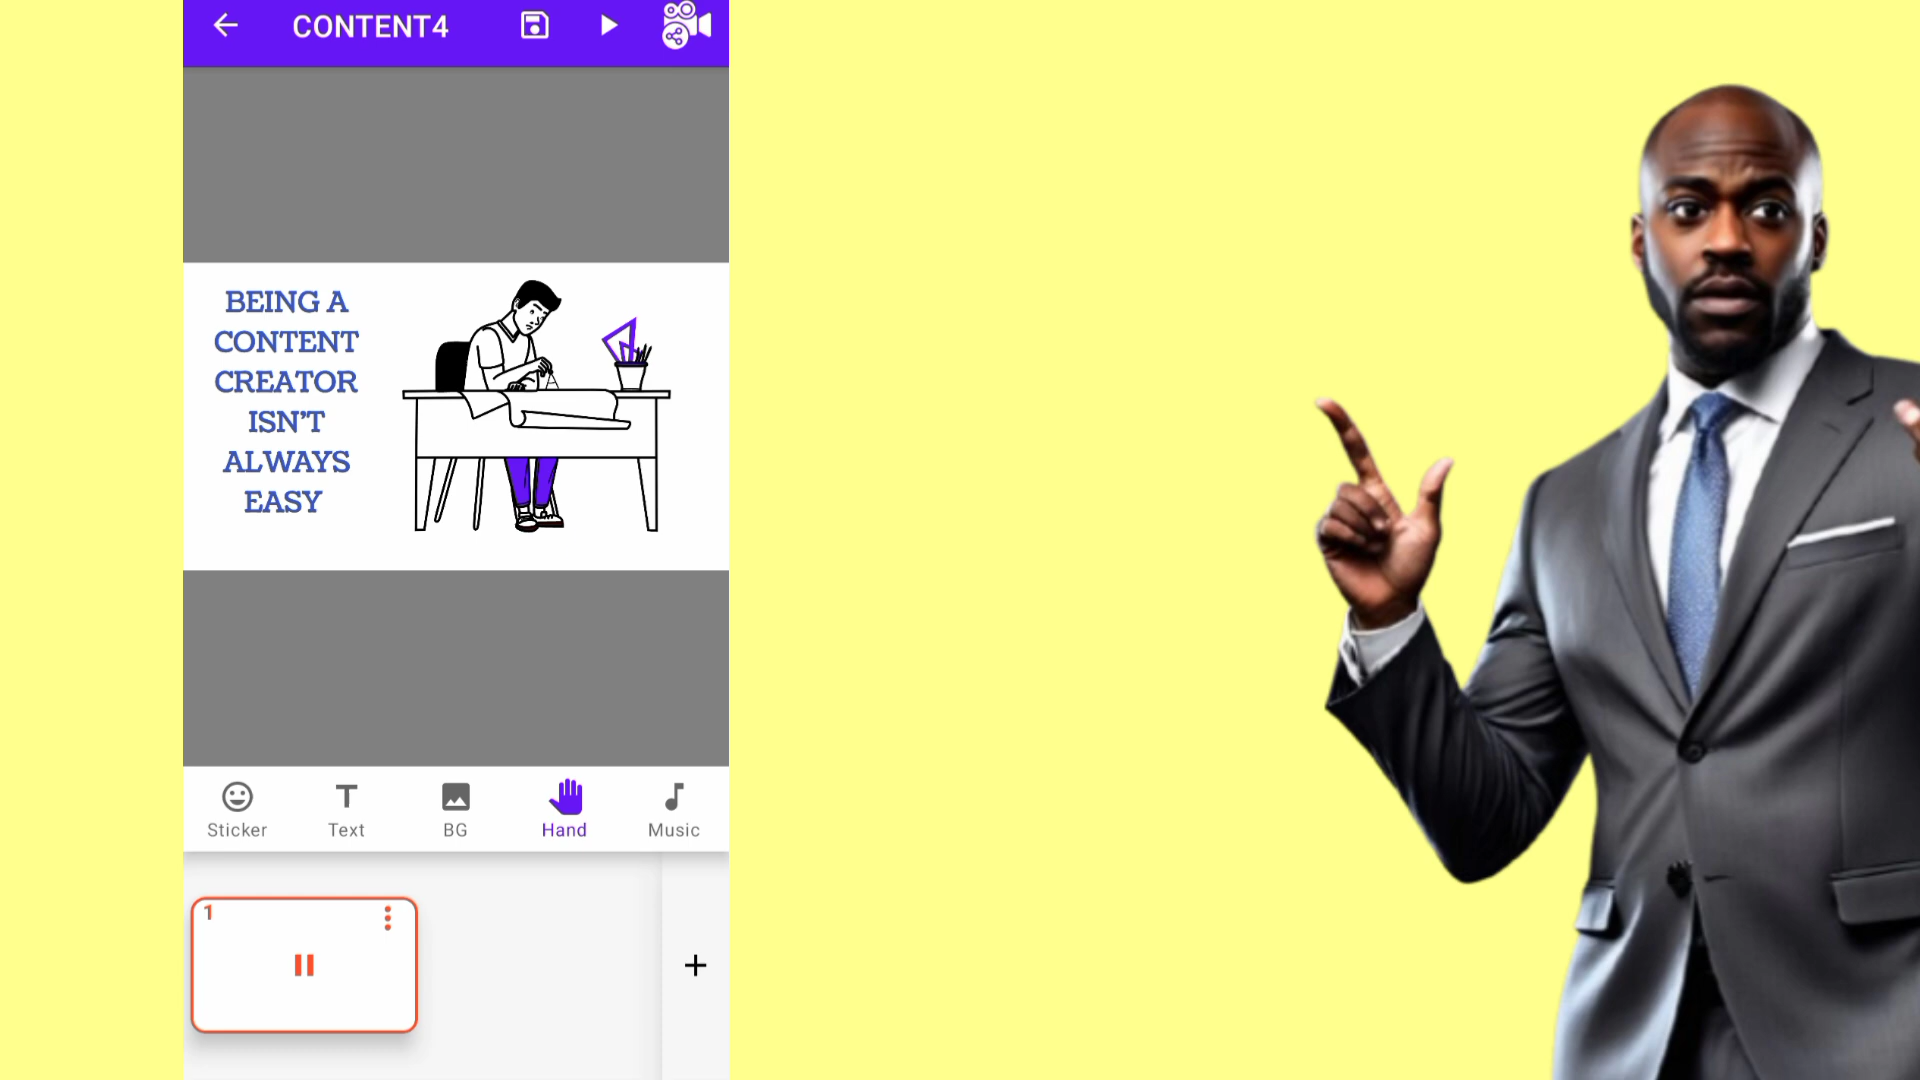 CONTENT4
BEING A
CONTENT
CREATOR
ISN'T
ALWAYS
EASY
Sticker Text BG Hand Music
1